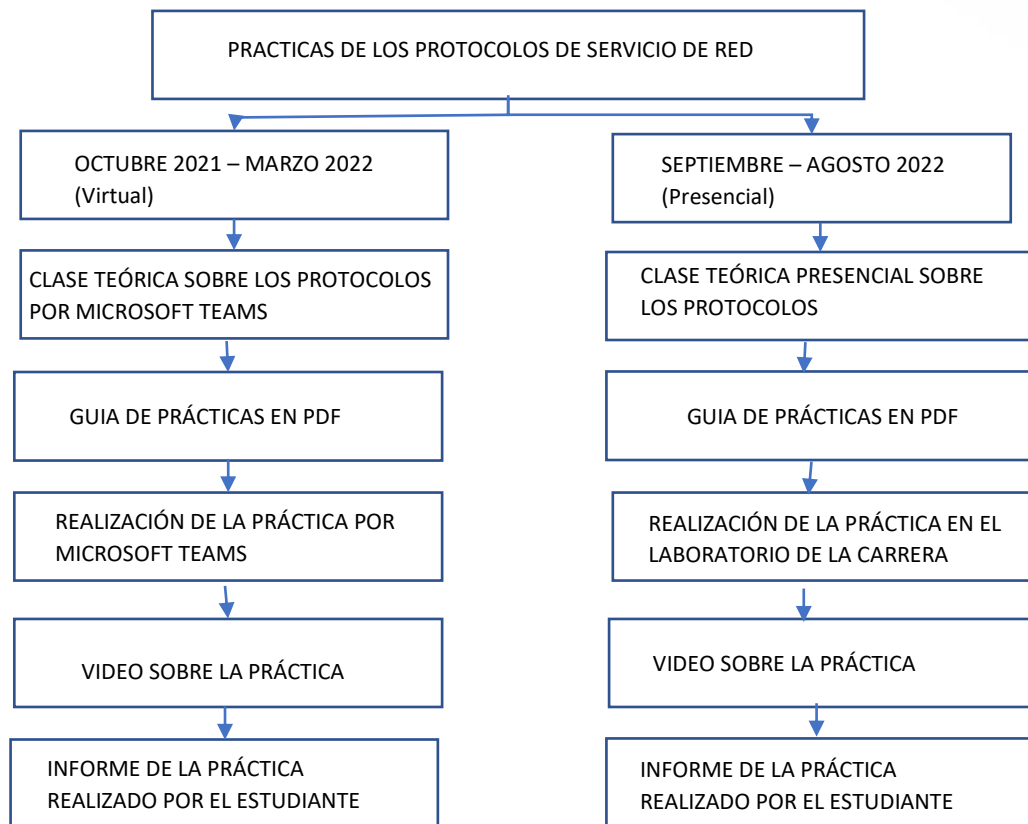 PRACTICAS DE LOS PROTOCOLOS DE SERVICIO DE RED
OCTUBRE 2021 – MARZO 2022
(Virtual)
SEPTIEMBRE – AGOSTO 2022
(Presencial)
CLASE TEÓRICA SOBRE LOS PROTOCOLOS
POR MICROSOFT TEAMS
CLASE TEÓRICA PRESENCIAL SOBRE
LOS PROTOCOLOS
GUIA DE PRÁCTICAS EN PDF
GUIA DE PRÁCTICAS EN PDF
REALIZACIÓN DE LA PRÁCTICA POR
MICROSOFT TEAMS
REALIZACIÓN DE LA PRÁCTICA EN EL
LABORATORIO DE LA CARRERA
VIDEO SOBRE LA PRÁCTICA
VIDEO SOBRE LA PRÁCTICA
INFORME DE LA PRÁCTICA
REALIZADO POR EL ESTUDIANTE
INFORME DE LA PRÁCTICA
REALIZADO POR EL ESTUDIANTE